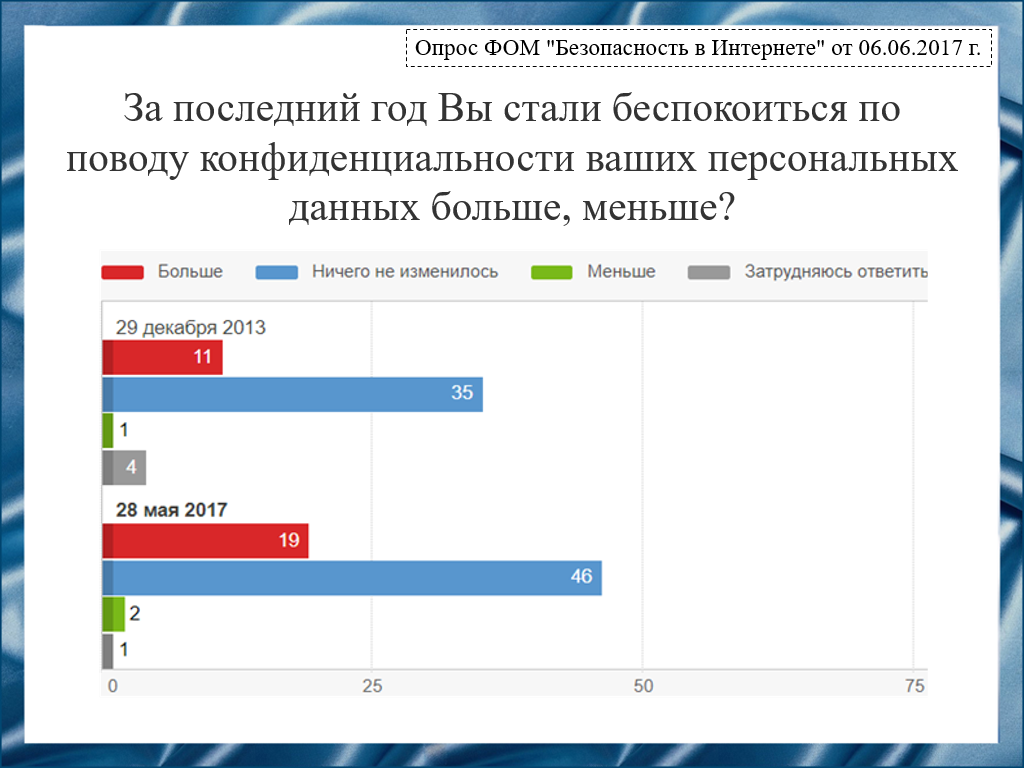 Опрос ФОМ "Безопасность в Интернете" от 06.06.2017 г.
За последний год Вы стали беспокоиться по
поводу конфиденциальности ваших персональных
данных больше, меньше?
Больше Ничего не изменилось Меньше Затрудняюсь ответить
29 декабря 2013
11
35
1
4
28 мая 2017
19
46
2
1
0 25 50 75